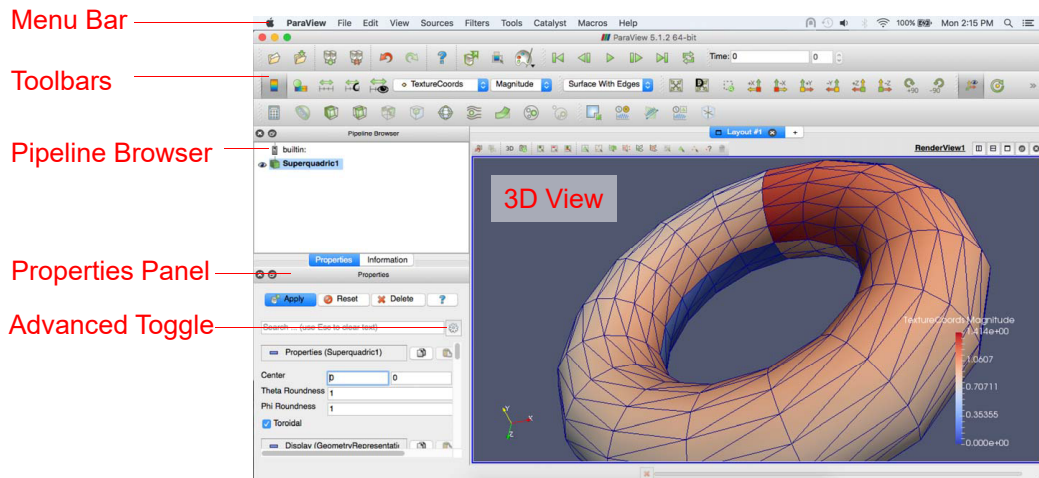 Menu Bar
ParaView File Edit View Sources Filters Tools Catalyst Macros Help 100% Mon 2:15 PM
ParaView 5.1.2 64-bit
Time: 0 0
Toolbars
TextureCoords Magnitude Surface With Edges +X -X +Y -Y +Z -Z +90 -90 »
Layout #1 +
Pipeline Browser
3D RenderView1
Pipeline Browser
builtin:
Superquadric1
3D View
Properties Information
Properties Panel
Properties
Apply Reset Delete ?
Advanced Toggle
Search ... (use Esc to clear text)
TextureCoords Magnitude
1.414e+00
1.0607
0.70711
0.35355
0.000e+00
Properties (Superquadric1)
Center 0 0
Theta Roundness 1
Phi Roundness 1
Toroidal
Display (GeometryRepresentati
Y
X
Z